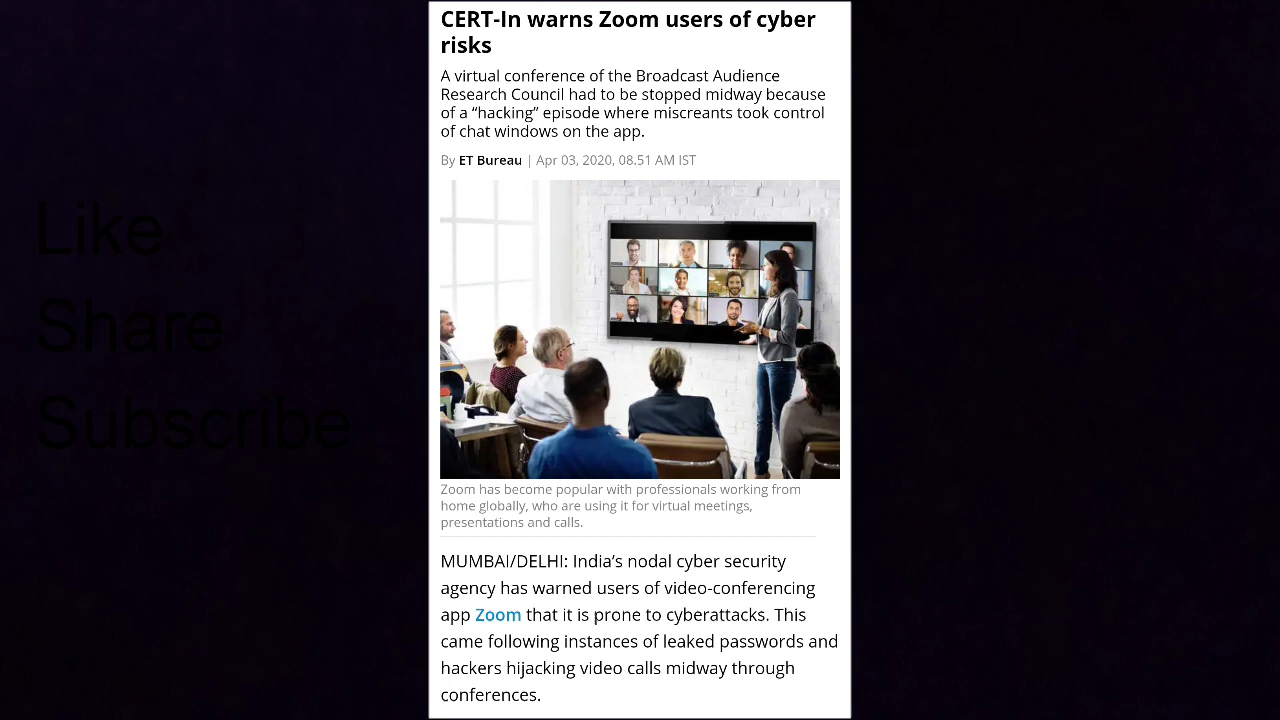 CERT-In warns Zoom users of cyber
risks
A virtual conference of the Broadcast Audience
Research Council had to be stopped midway because
of a “hacking” episode where miscreants took control
of chat windows on the app.
By ET Bureau | Apr 03, 2020, 08.51 AM IST
Zoom has become popular with professionals working from
home globally, who are using it for virtual meetings,
presentations and calls.
MUMBAI/DELHI: India’s nodal cyber security
agency has warned users of video-conferencing
app Zoom that it is prone to cyberattacks. This
came following instances of leaked passwords and
hackers hijacking video calls midway through
conferences.
Like
Share
Subscribe